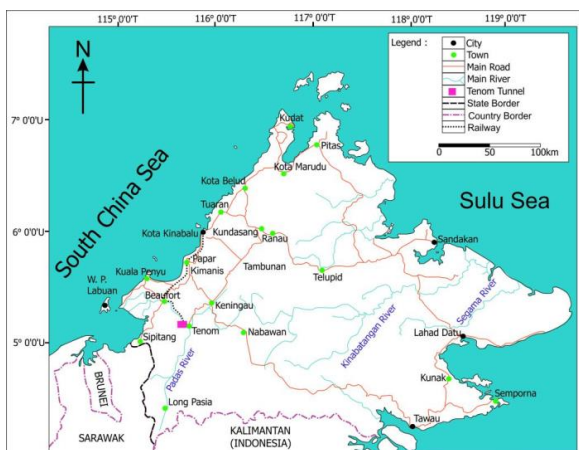 115°0'0"U
116°0'0"U
117°0'0"U
118°0'0"U
119°0'0"U
Legend :
City
Town
Main Road
Main River
Tenom Tunnel
State Border
Country Border
Railway
0
50
100km
N
7° 0'0"U
6° 0'0"U
5° 0'0"U
South China Sea
Sulu Sea
Kudat
Pitas
Kota Marudu
Kota Belud
Tuaran
Kota Kinabalu
Kundasang
Ranau
Sandakan
Papar
Kimanis
Tambunan
Telupid
Kuala Penyu
W. P.
Labuan
Beaufort
Keningau
Sipitang
Tenom
Nabawan
Padas River
Kinabatangan River
Segama River
Lahad Datu
Kunak
Semporna
Tawau
Long Pasia
BRUNEI
SARAWAK
KALIMANTAN
(INDONESIA)